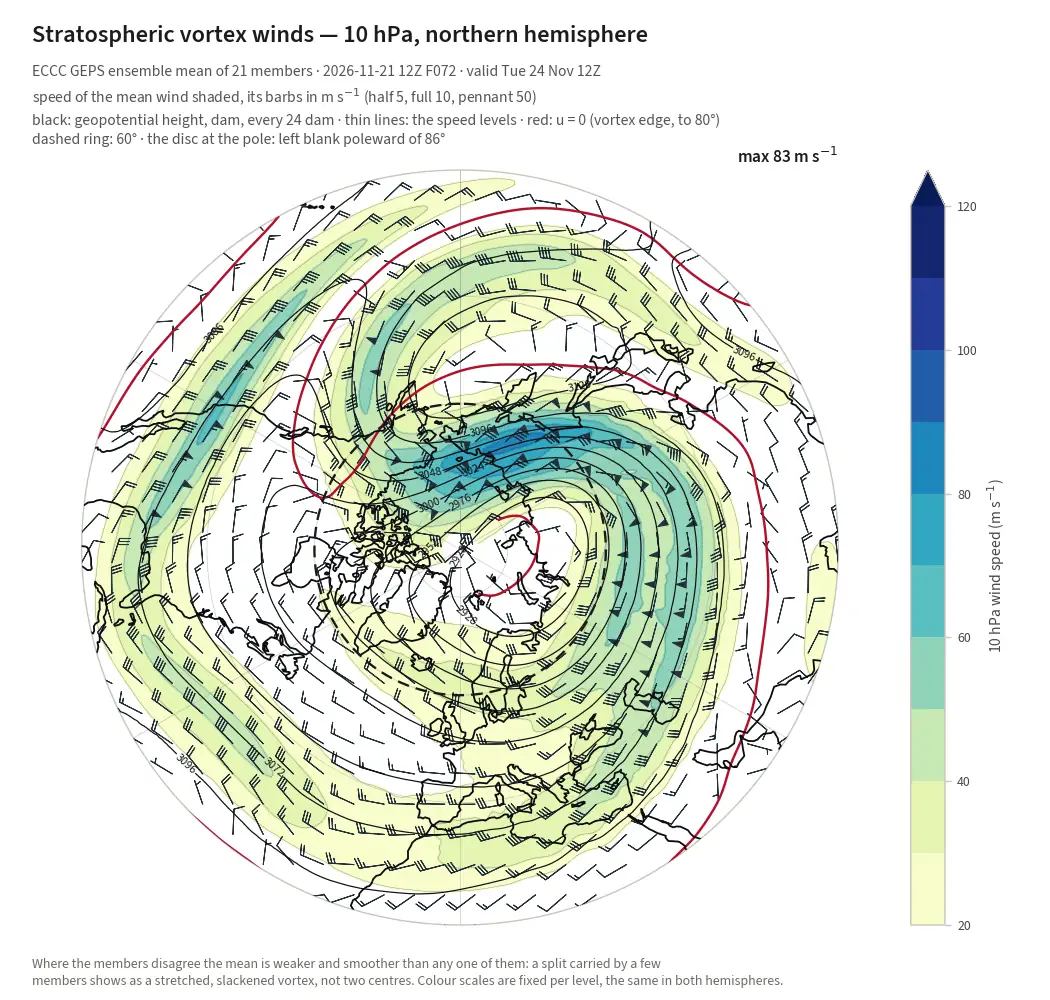 Stratospheric vortex winds — 10 hPa, northern hemisphere
ECCC GEPS ensemble mean of 21 members · 2026-11-21 12Z F072 · valid Tue 24 Nov 12Z
speed of the mean wind shaded, its barbs in m s⁻¹ (half 5, full 10, pennant 50)
black: geopotential height, dam, every 24 dam · thin lines: the speed levels · red: u = 0 (vortex edge, to 80°)
dashed ring: 60° · the disc at the pole: left blank poleward of 86°
max 83 m s⁻¹
120
100
80
60
40
20
10 hPa wind speed (m s⁻¹)
3096
3096
3048
3024
3000
2976
2928
3072
3096
Where the members disagree the mean is weaker and smoother than any one of them: a split carried by a few
members shows as a stretched, slackened vortex, not two centres. Colour scales are fixed per level, the same in both hemispheres.